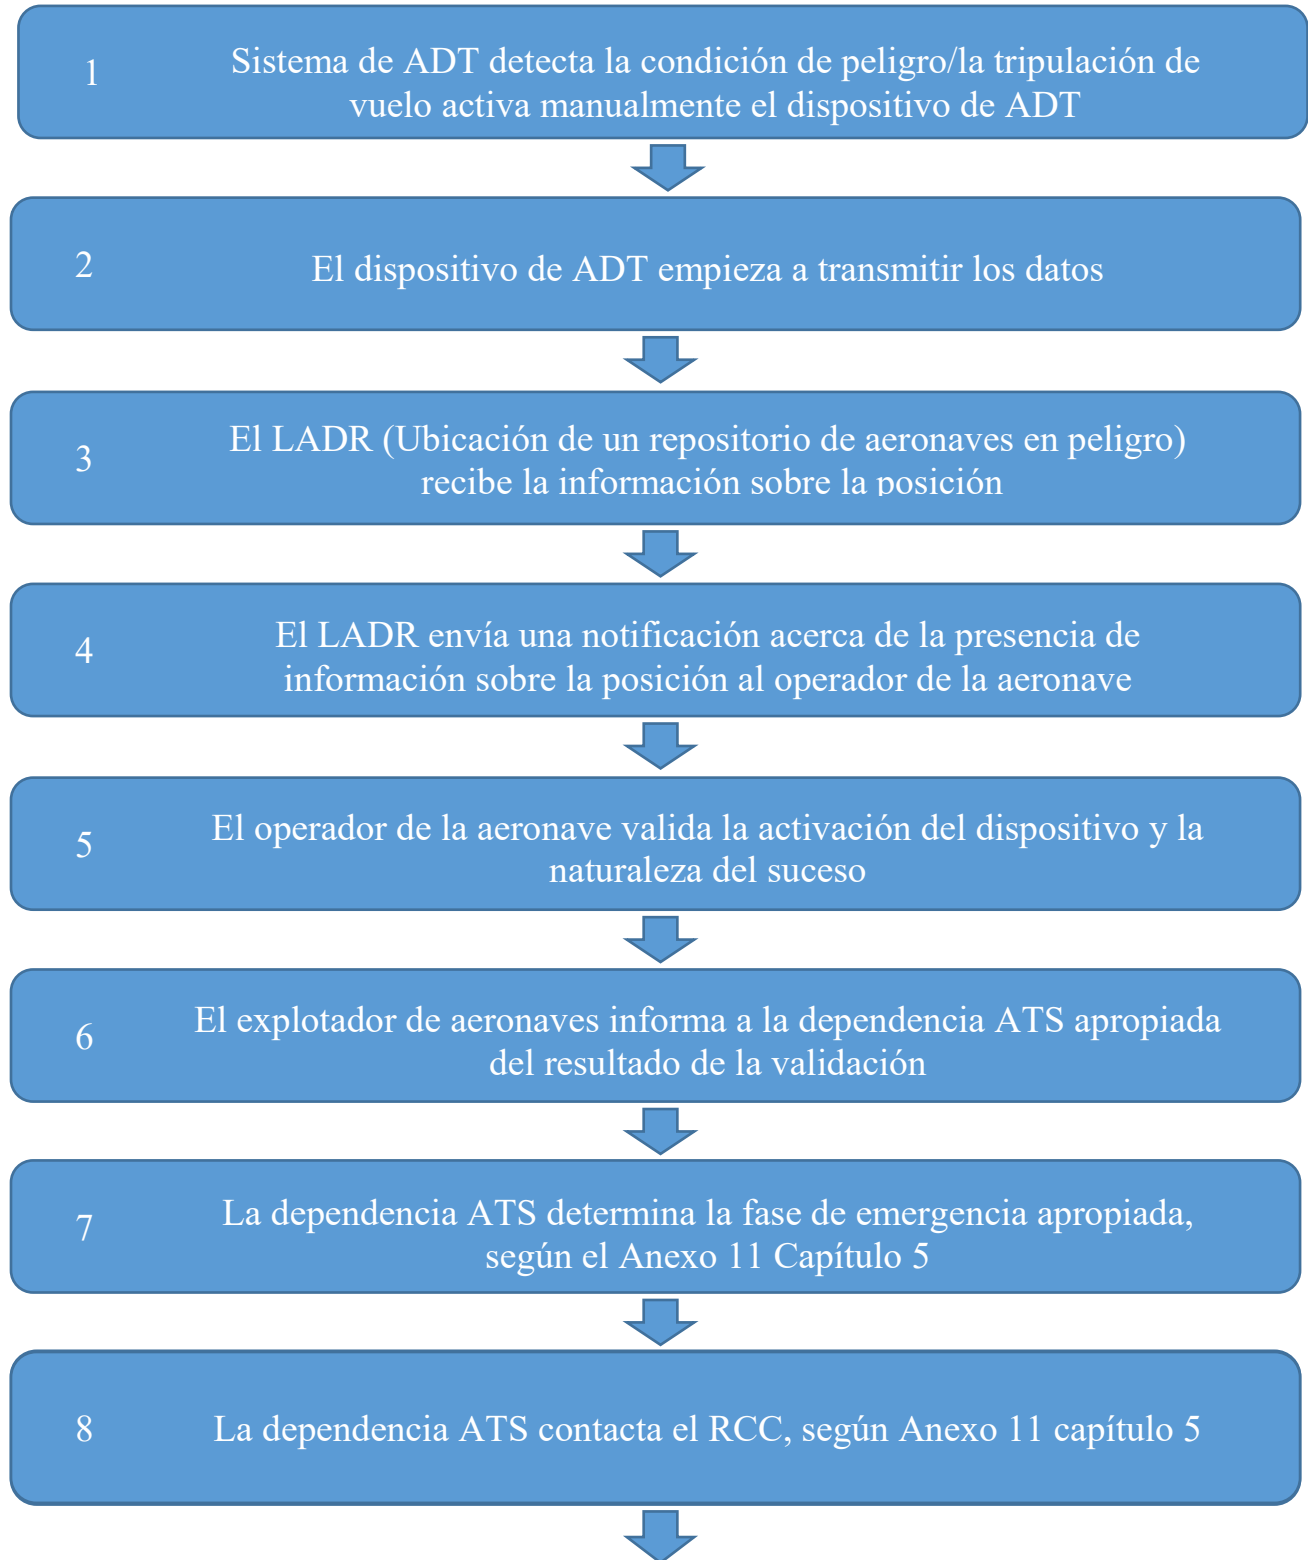 1
Sistema de ADT detecta la condición de peligro/la tripulación de
vuelo activa manualmente el dispositivo de ADT
2
El dispositivo de ADT empieza a transmitir los datos
3
El LADR (Ubicación de un repositorio de aeronaves en peligro)
recibe la información sobre la posición
4
El LADR envía una notificación acerca de la presencia de
información sobre la posición al operador de la aeronave
5
El operador de la aeronave valida la activación del dispositivo y la
naturaleza del suceso
6
El explotador de aeronaves informa a la dependencia ATS apropiada
del resultado de la validación
7
La dependencia ATS determina la fase de emergencia apropiada,
según el Anexo 11 Capítulo 5
8
La dependencia ATS contacta el RCC, según Anexo 11 capítulo 5